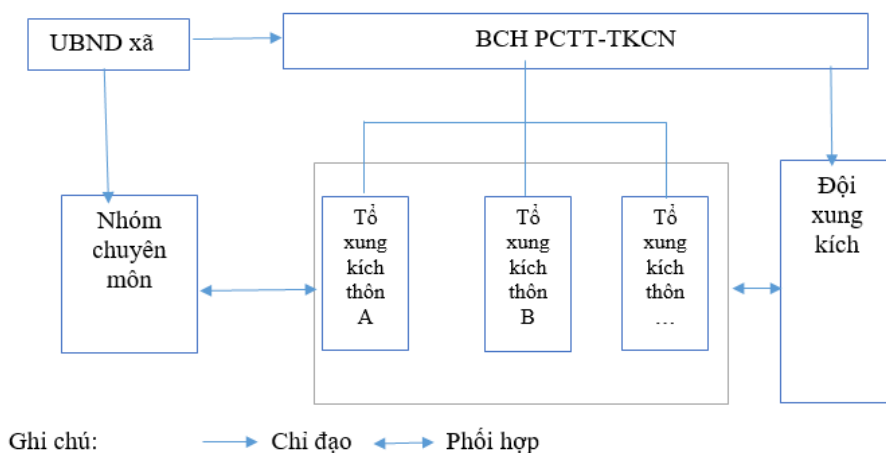 UBND xã
BCH PCTT-TKCN
Nhóm
chuyên
môn
Tổ
xung
kích
thôn
A
Tổ
xung
kích
thôn
B
Tổ
xung
kích
thôn
...
Đội
xung
kích
Ghi chú: Chỉ đạo Phối hợp